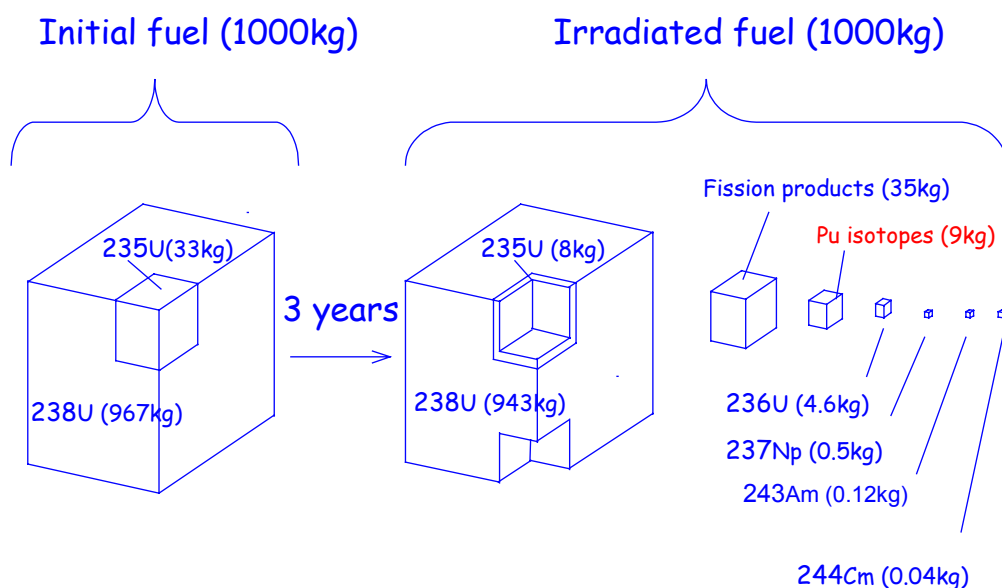 Initial fuel (1000kg)
Irradiated fuel (1000kg)
235U(33kg)
238U (967kg)
3 years
235U (8kg)
238U (943kg)
Fission products (35kg)
Pu isotopes (9kg)
236U (4.6kg)
237Np (0.5kg)
243Am (0.12kg)
244Cm (0.04kg)